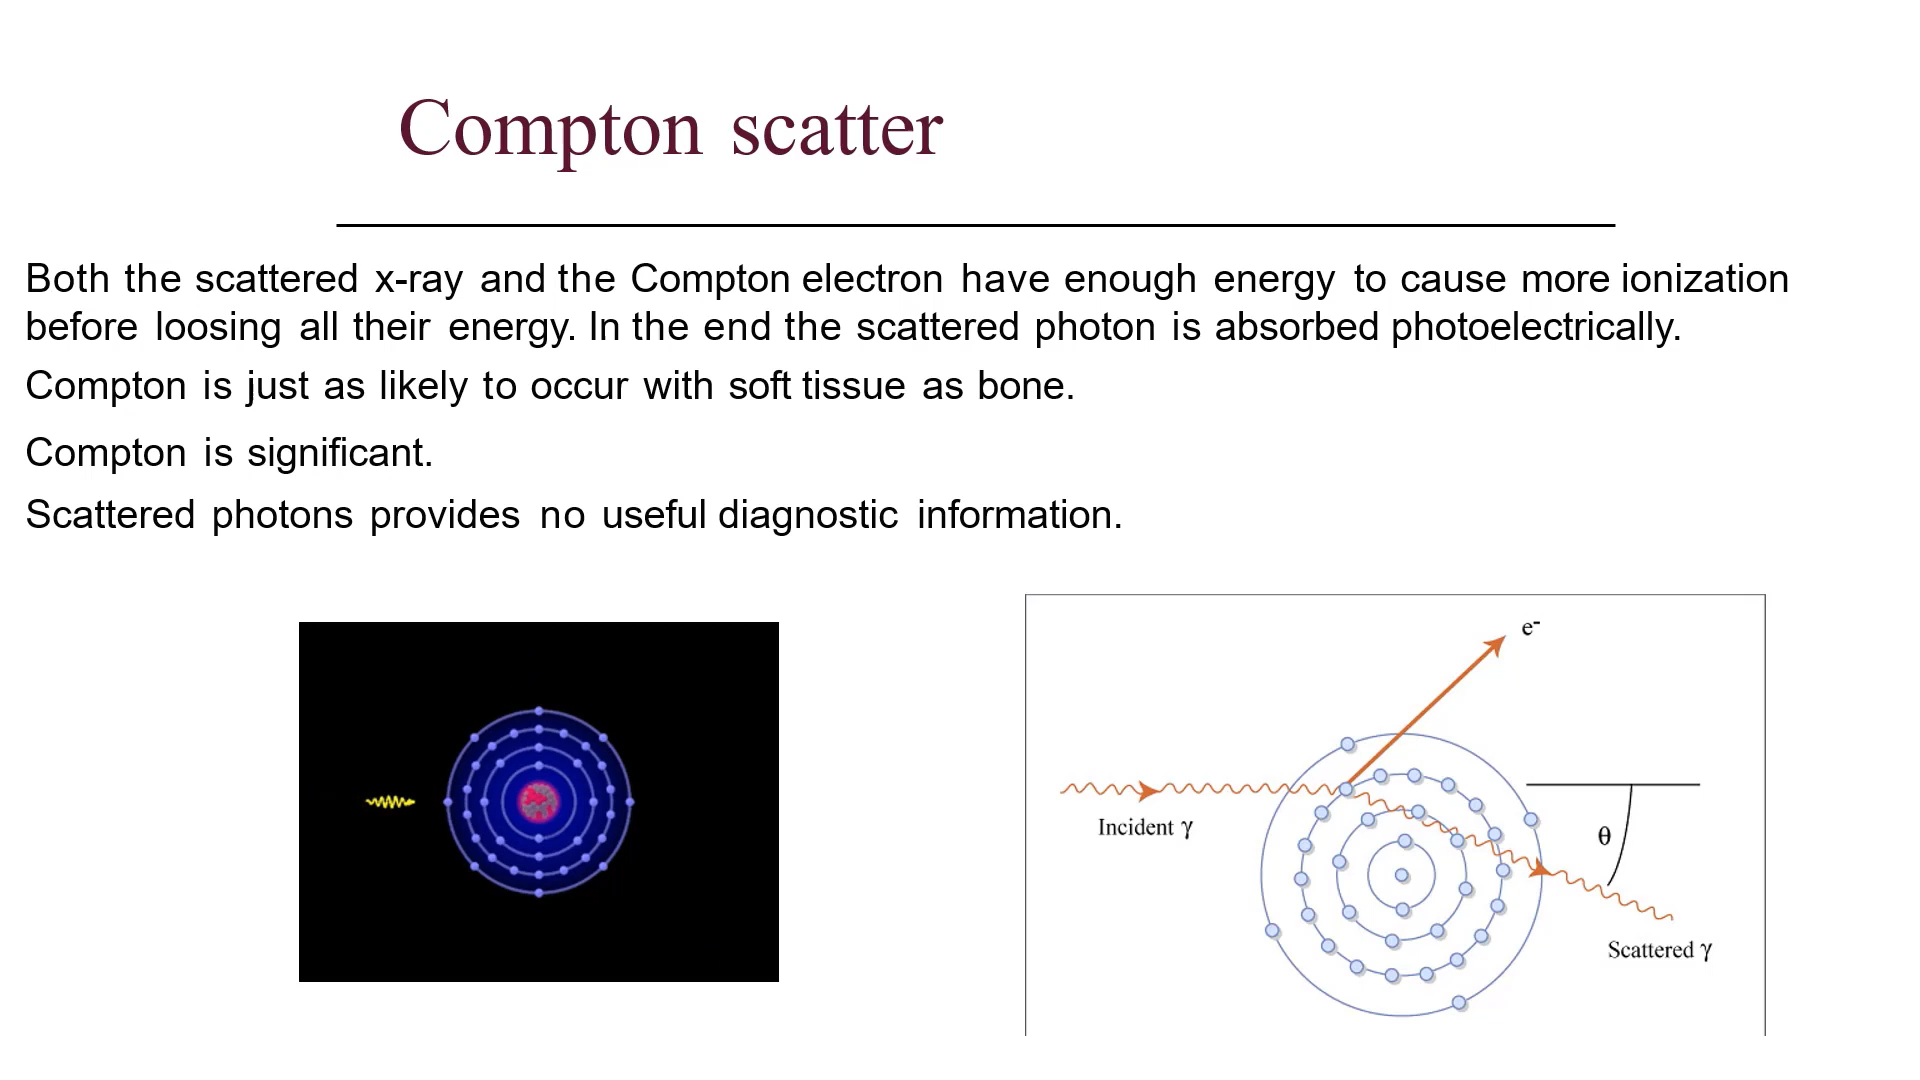 Compton scatter
Both the scattered x-ray and the Compton electron have enough energy to cause more ionization
before loosing all their energy. In the end the scattered photon is absorbed photoelectrically.
Compton is just as likely to occur with soft tissue as bone.
Compton is significant.
Scattered photons provides no useful diagnostic information.
e-
Incident γ
θ
Scattered γ